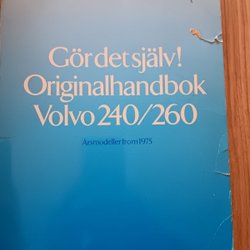 Gör det själv!
Originalhandbok
Volvo 240/260
Årsmodeller from 1975